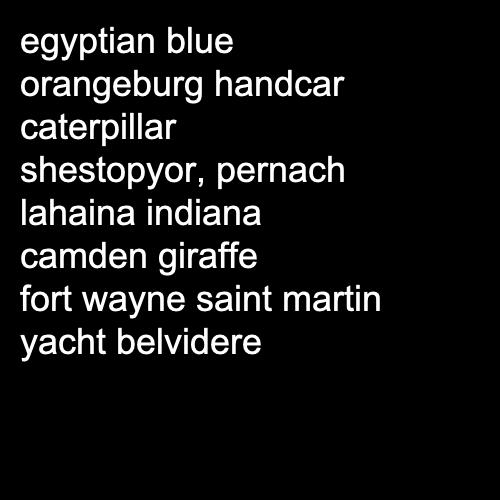 egyptian blue
orangeburg handcar
caterpillar
shestopyor, pernach
lahaina indiana
camden giraffe
fort wayne saint martin
yacht belvidere